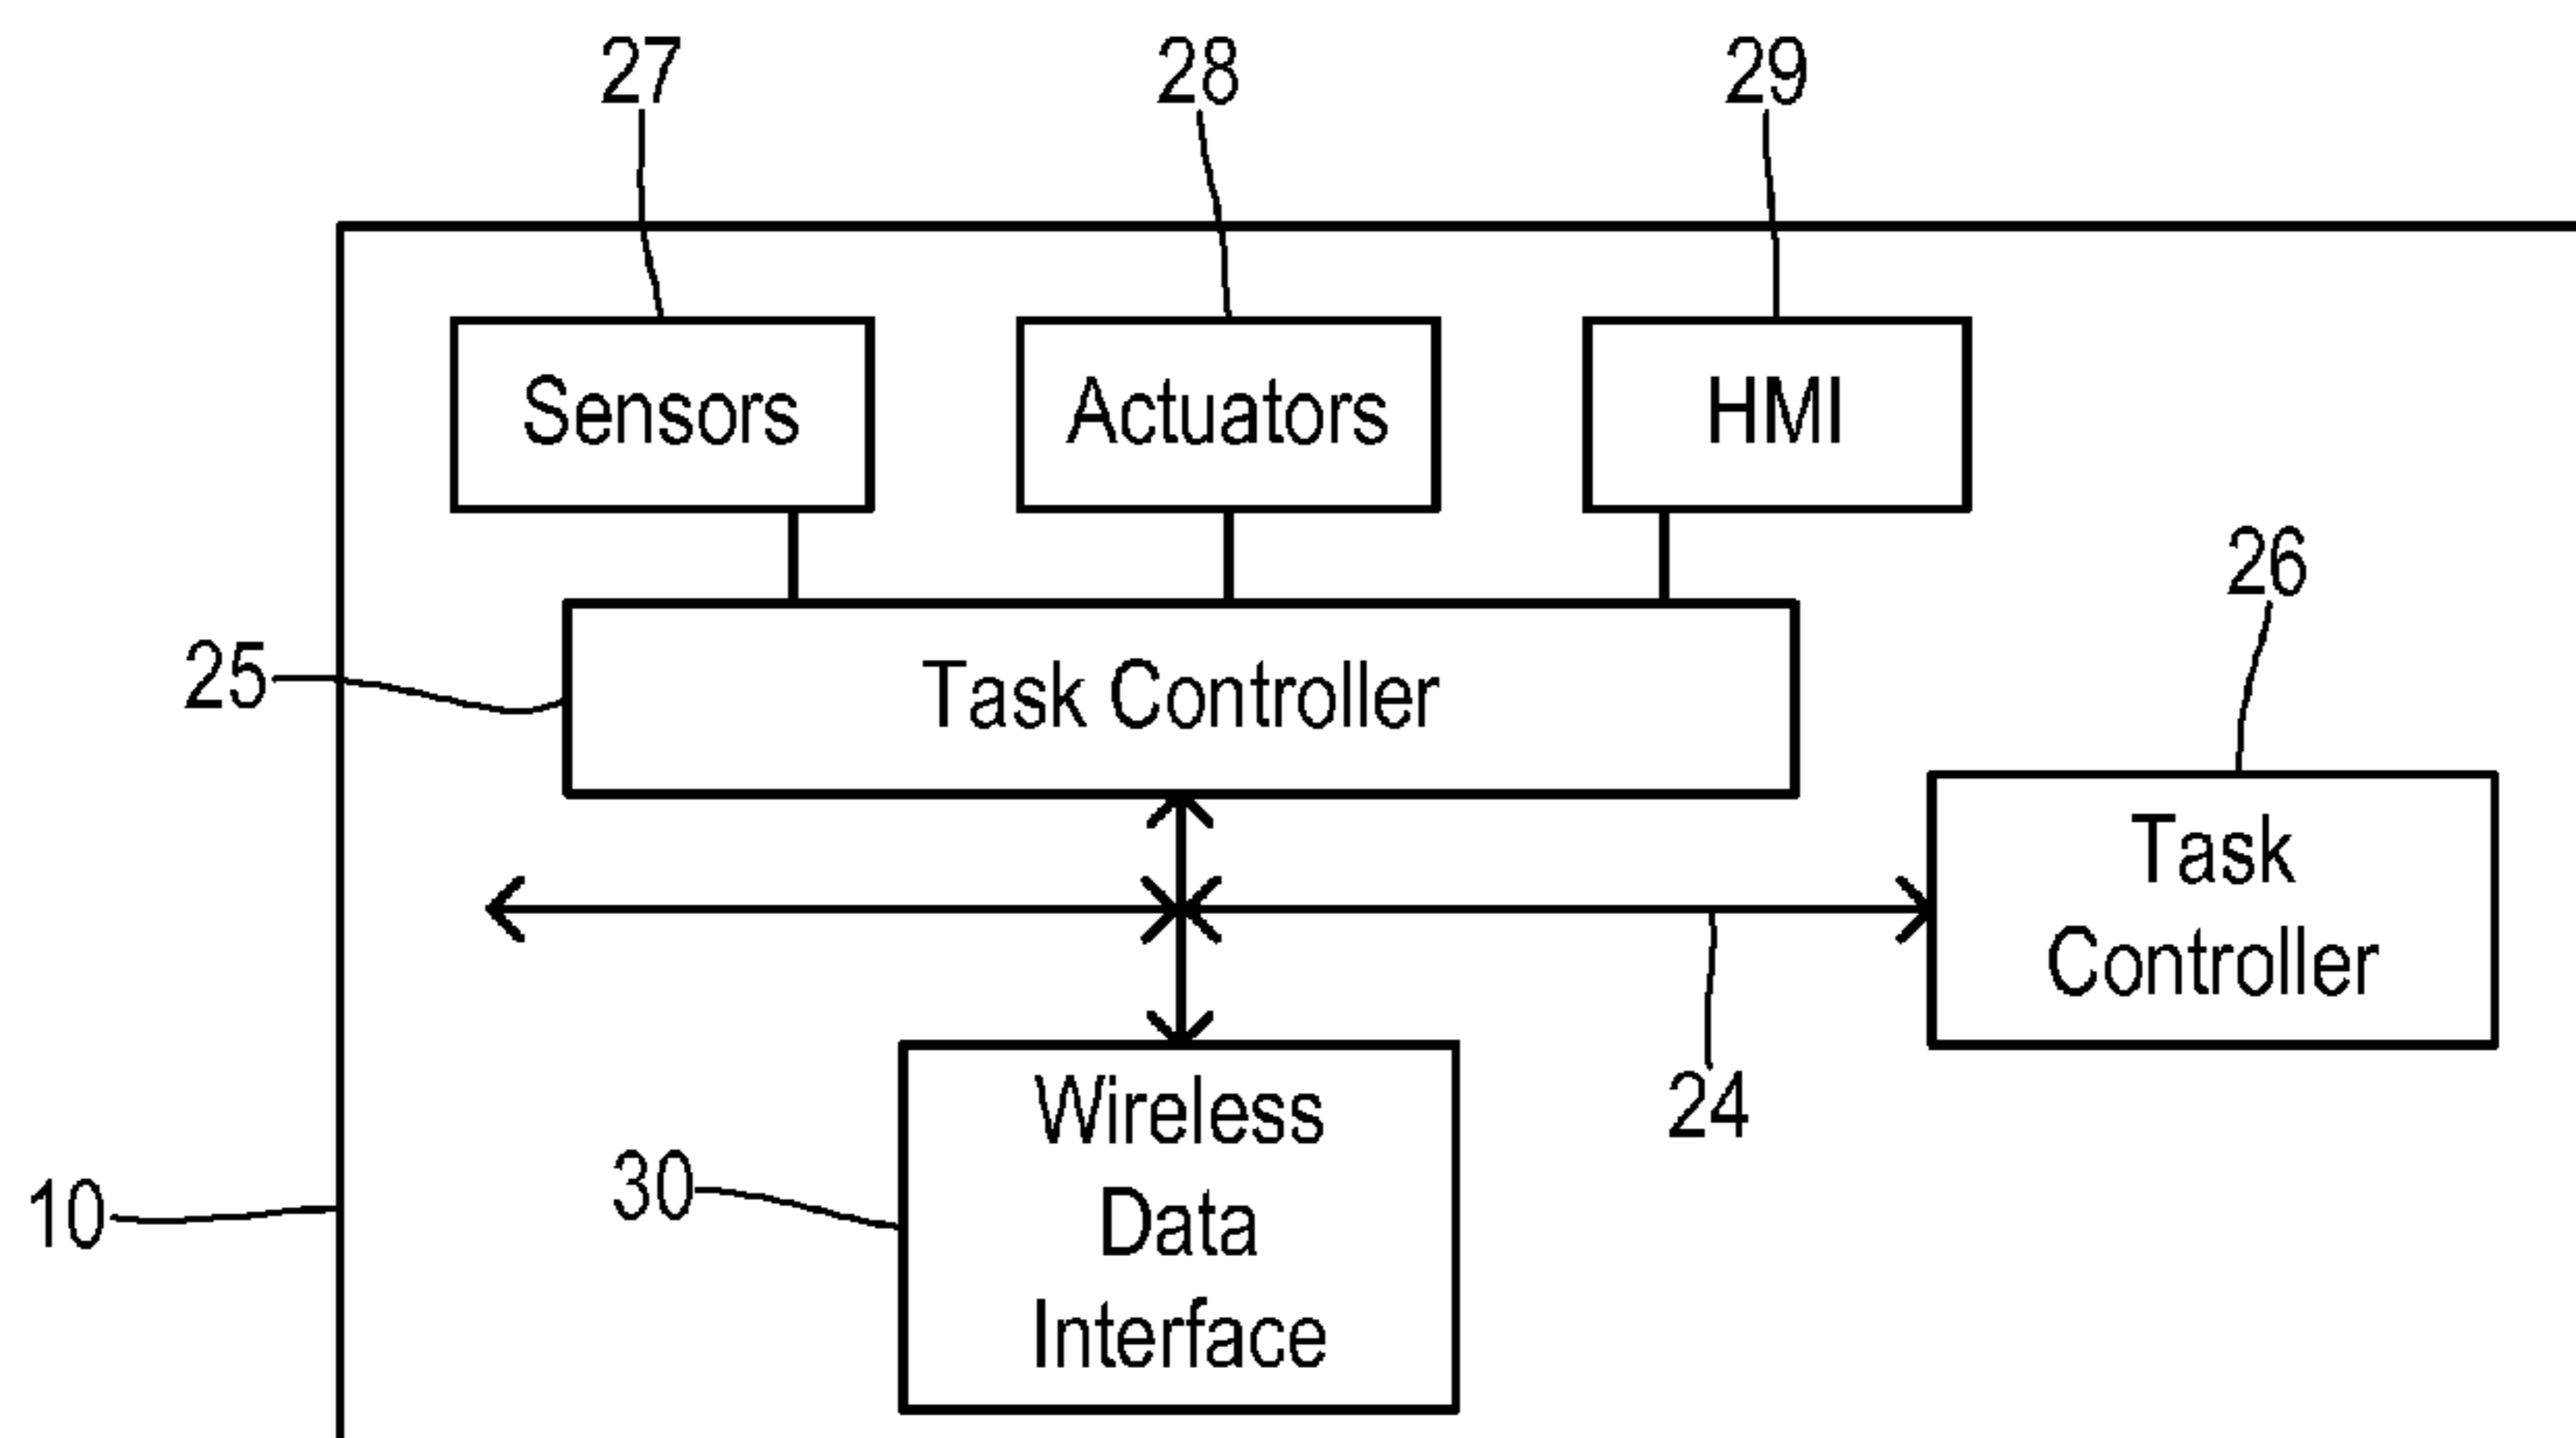 27
28
29
Sensors
Actuators
HMI
26
25
Task Controller
Task
Controller
24
Wireless
Data
Interface
30
10